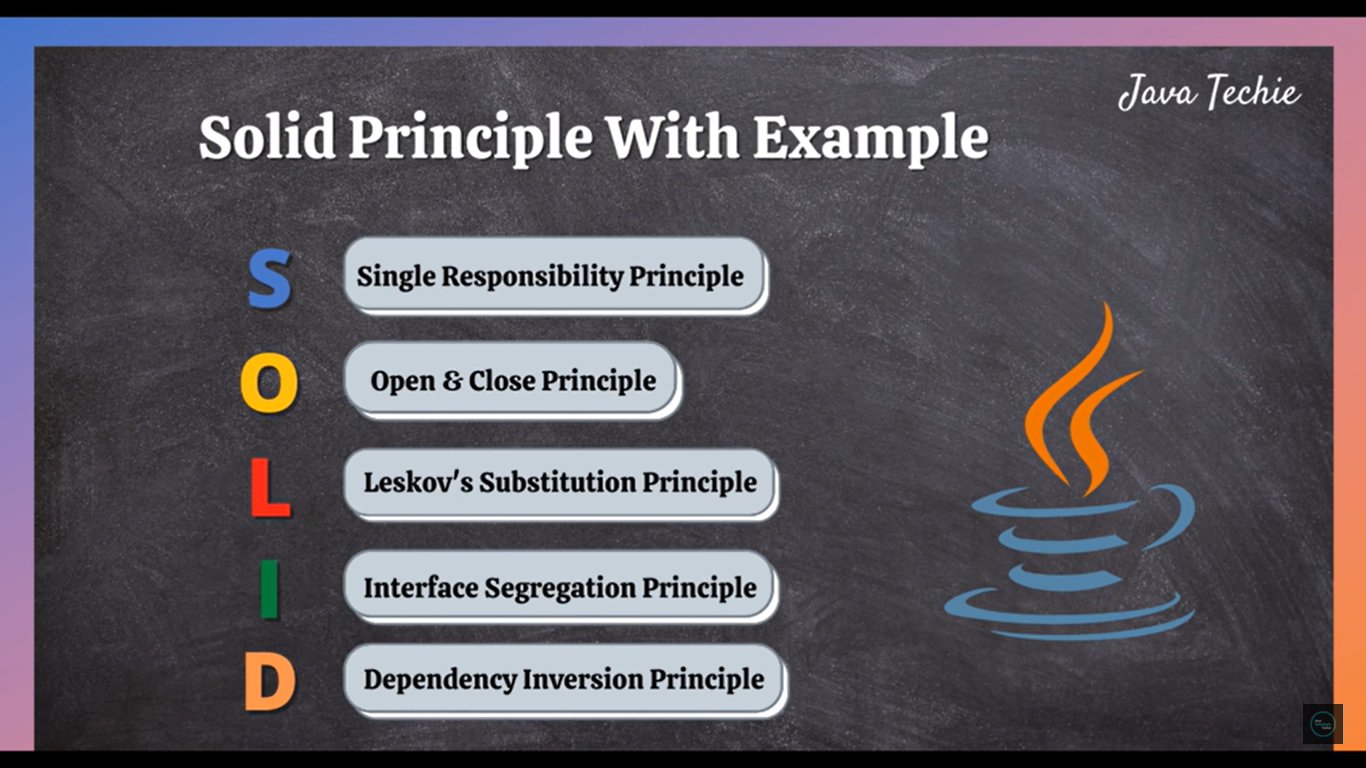 Java Techie
Solid Principle With Example
S Single Responsibility Principle
O Open & Close Principle
L Leskov's Substitution Principle
I Interface Segregation Principle
D Dependency Inversion Principle